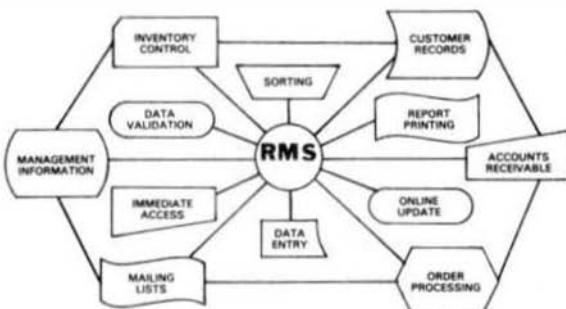 INVENTORY
CONTROL
CUSTOMER
RECORDS
SORTING
DATA
VALIDATION
REPORT
PRINTING
RMS
MANAGEMENT
INFORMATION
ACCOUNTS
RECEIVABLE
IMMEDIATE
ACCESS
ONLINE
UPDATE
DATA
ENTRY
MAILING
LISTS
ORDER
PROCESSING